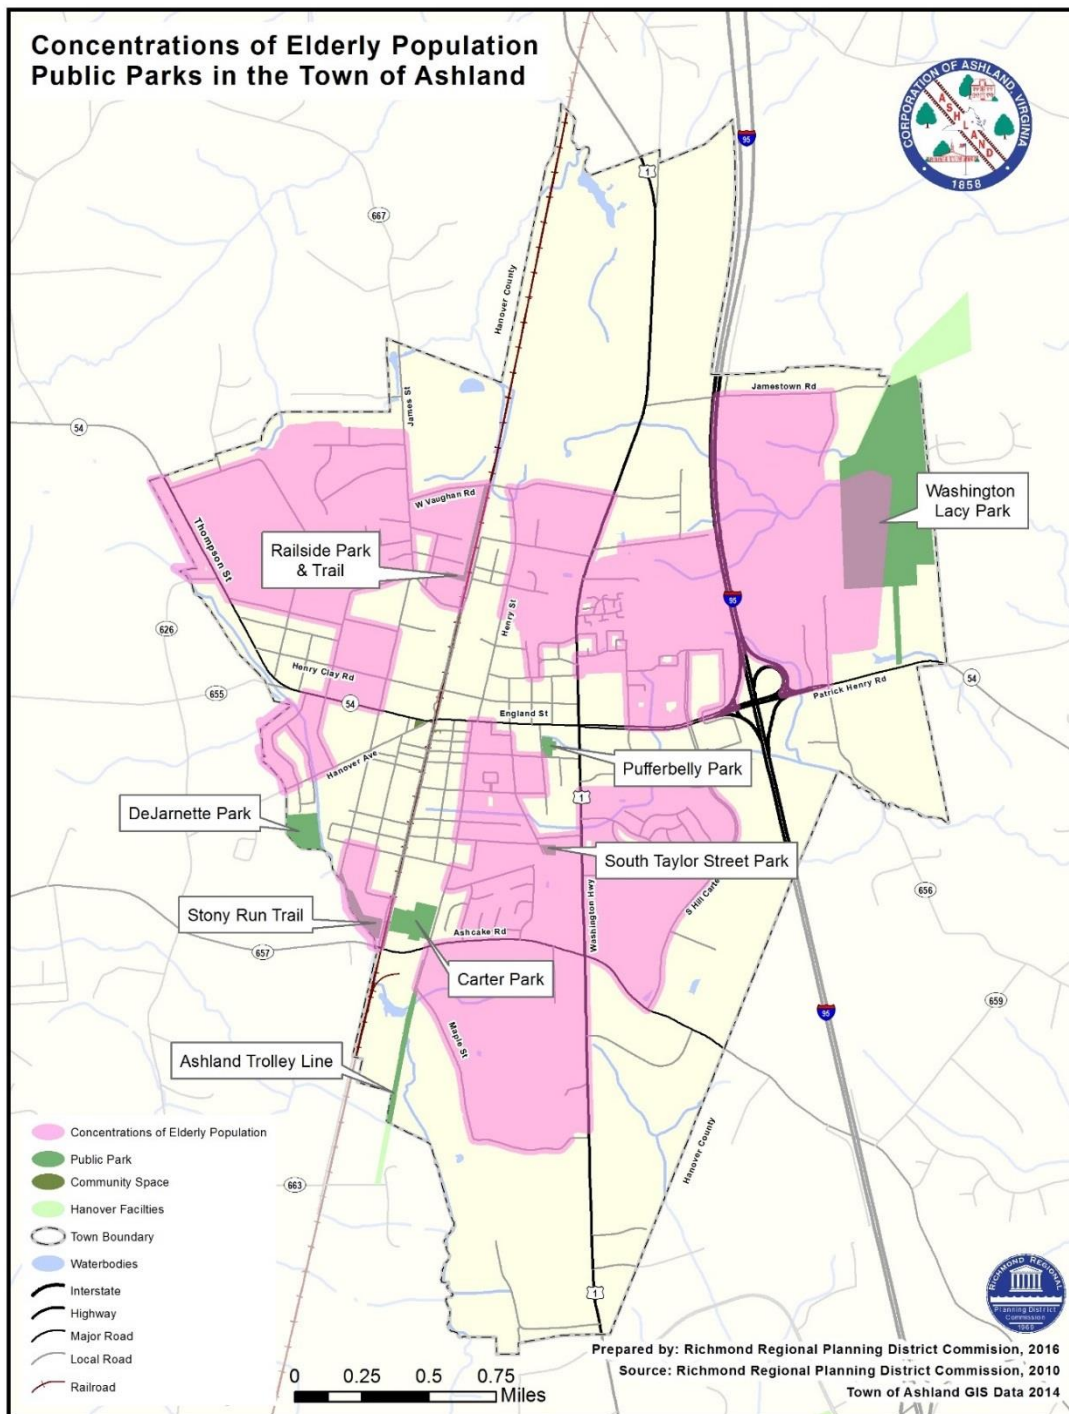 Concentrations of Elderly Population
Public Parks in the Town of Ashland
CORPORATION OF ASHLAND, VIRGINIA
ASHLAND
1858
95
1
667
Hanover County
James St
Jamestown Rd
54
W Vaughan Rd
Washington
Lacy Park
Thompson St
Railside Park
& Trail
95
Henry St
626
Henry Clay Rd
655
54
England St
Patrick Henry Rd
54
Hanover Ave
Pufferbelly Park
1
DeJarnette Park
South Taylor Street Park
656
S Hill Carte
Stony Run Trail
Washington Hwy
657
Ashcake Rd
Carter Park
659
95
Maple St
Ashland Trolley Line
Hanover County
663
1
Concentrations of Elderly Population
Public Park
Community Space
Hanover Facilties
Town Boundary
Waterbodies
Interstate
Highway
Major Road
Local Road
Railroad
0 0.25 0.5 0.75
Miles
RICHMOND REGIONAL
Planning District
Commission
1969
Prepared by: Richmond Regional Planning District Commision, 2016
Source: Richmond Regional Planning District Commission, 2010
Town of Ashland GIS Data 2014